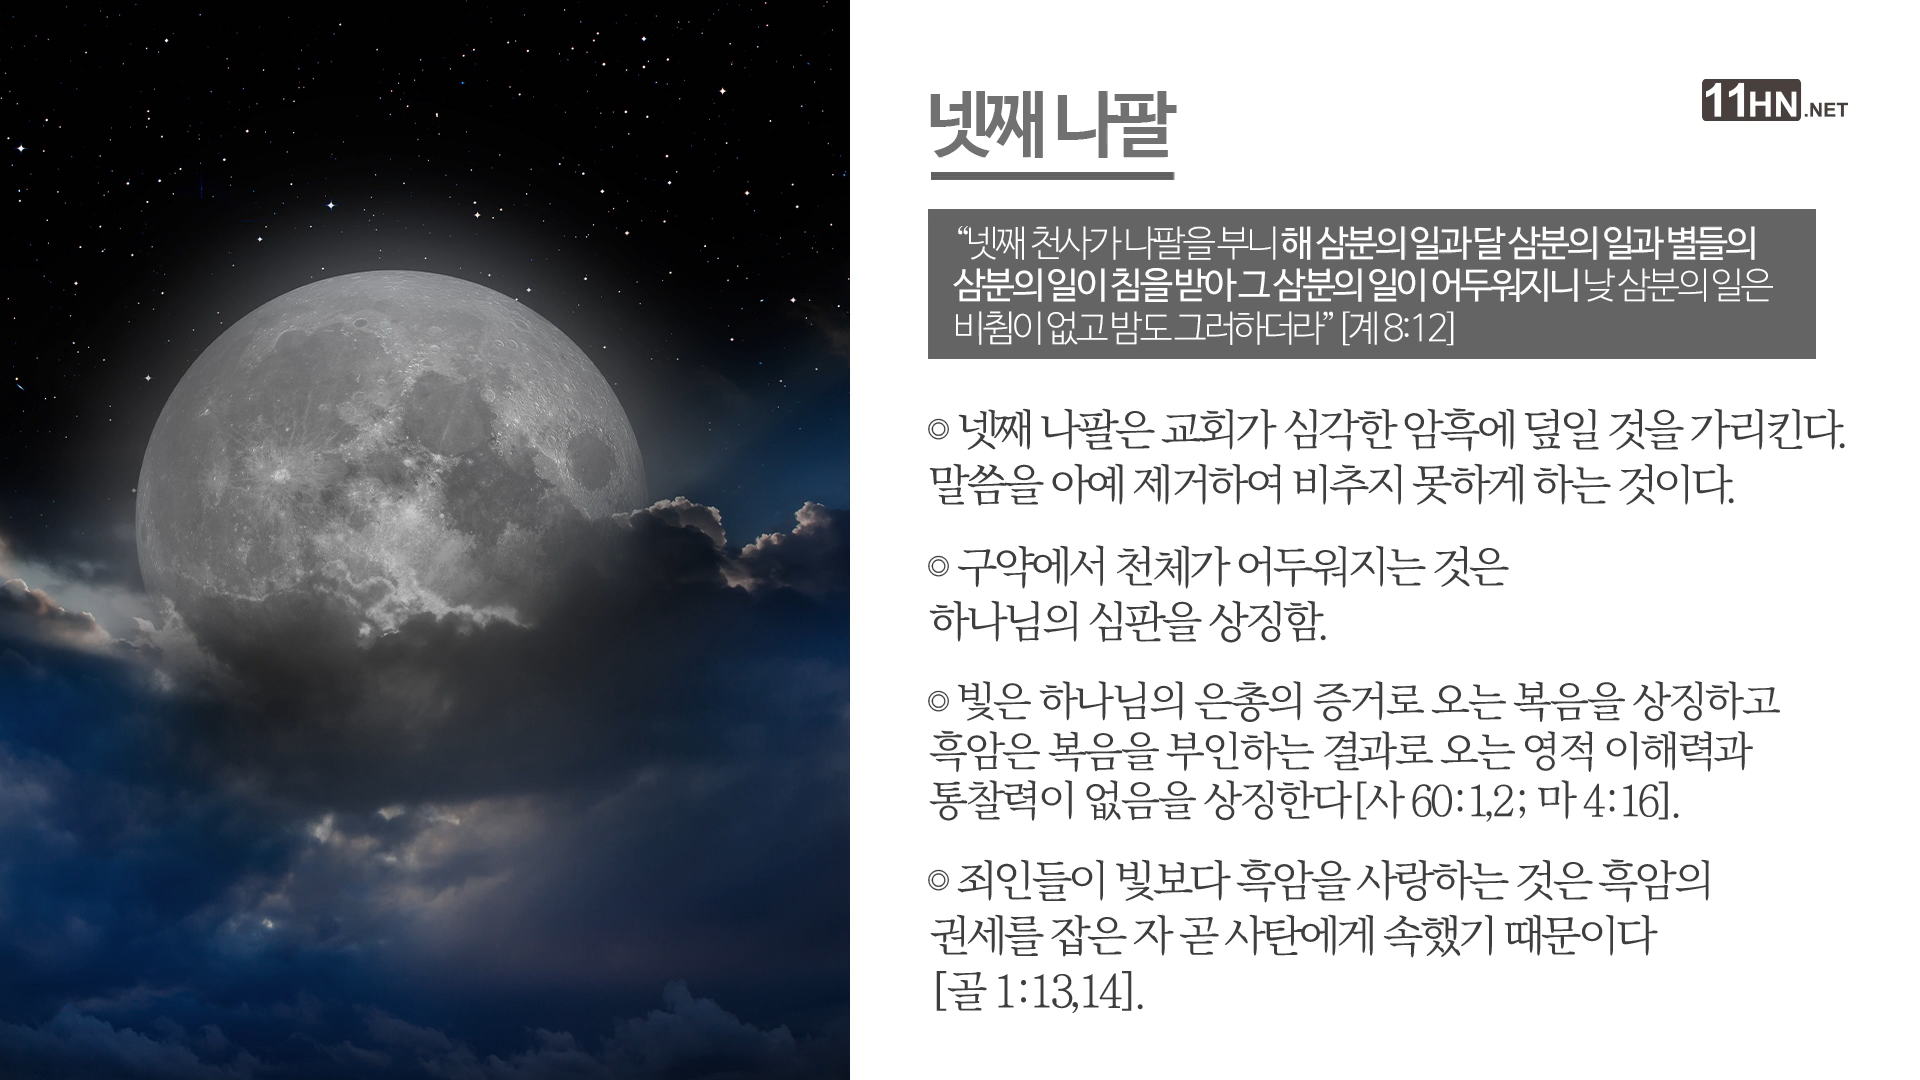 넷째 나팔
11HN.NET
“넷째 천사가 나팔을 부니 해 삼분의 일과 달 삼분의 일과 별들의
삼분의 일이 침을 받아 그 삼분의 일이 어두워지니 낮 삼분의 일은
비췸이 없고 밤도 그러하더라” [계 8:12]
◎ 넷째 나팔은 교회가 심각한 암흑에 덮일 것을 가리킨다.
말씀을 아예 제거하여 비추지 못하게 하는 것이다.
◎ 구약에서 천체가 어두워지는 것은
하나님의 심판을 상징함.
◎ 빛은 하나님의 은총의 증거로 오는 복음을 상징하고
흑암은 복음을 부인하는 결과로 오는 영적 이해력과
통찰력이 없음을 상징한다[사 60:1,2; 마 4:16].
◎ 죄인들이 빛보다 흑암을 사랑하는 것은 흑암의
권세를 잡은 자 곧 사탄에게 속했기 때문이다
[골 1:13,14].